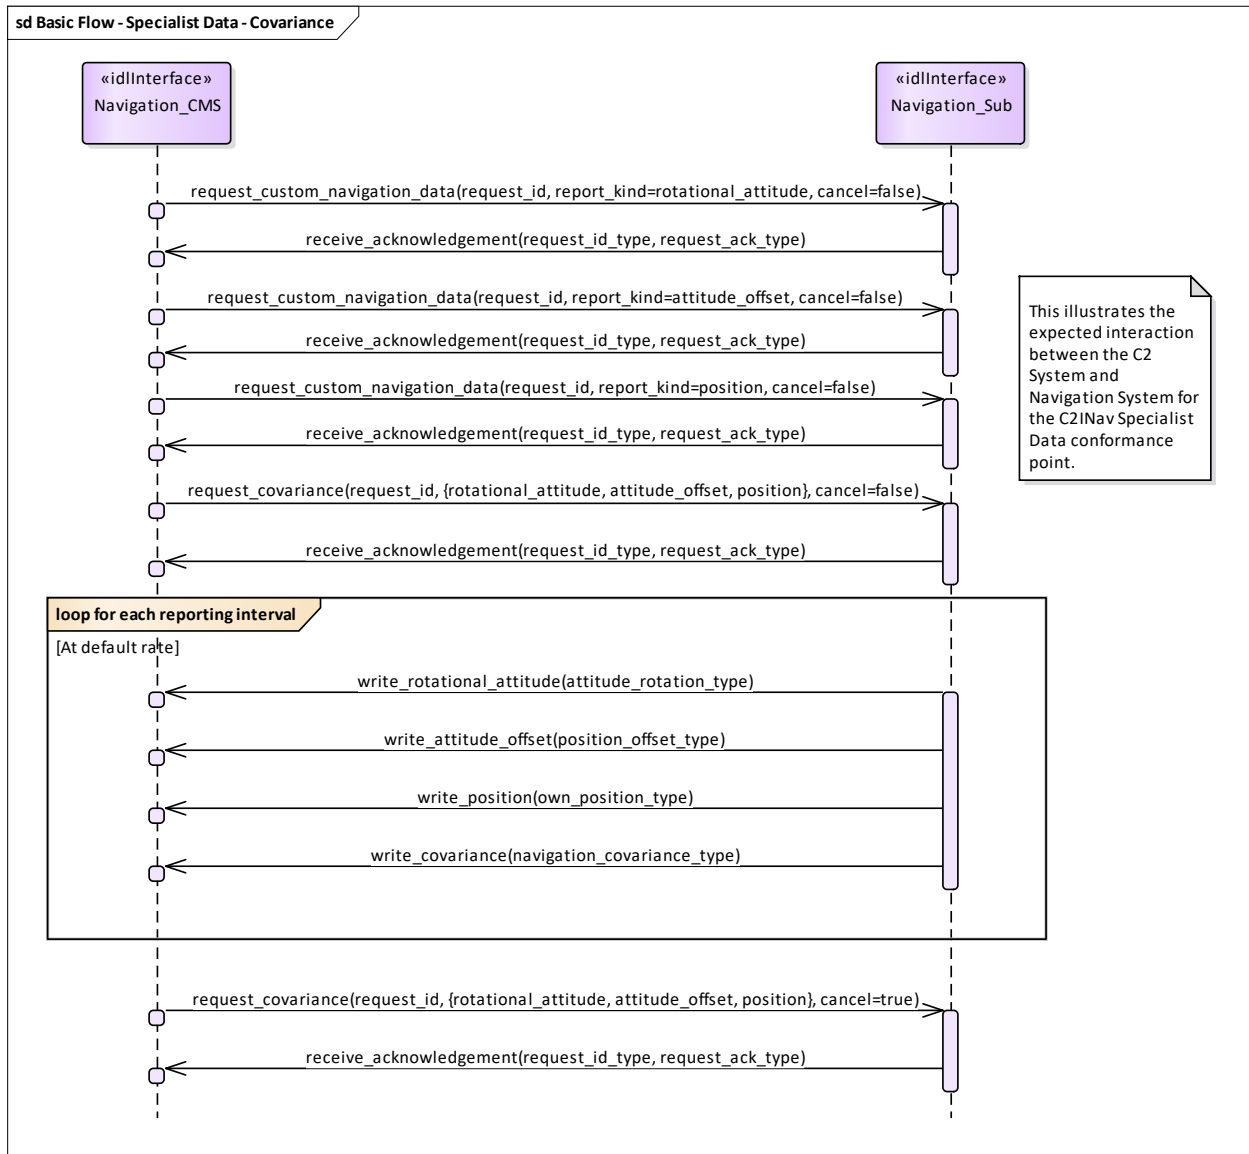 sd Basic Flow - Specialist Data - Covariance
«idlInterface»
Navigation_CMS
«idlInterface»
Navigation_Sub
request_custom_navigation_data(request_id, report_kind=rotational_attitude, cancel=false)
receive_acknowledgement(request_id_type, request_ack_type)
request_custom_navigation_data(request_id, report_kind=attitude_offset, cancel=false)
receive_acknowledgement(request_id_type, request_ack_type)
request_custom_navigation_data(request_id, report_kind=position, cancel=false)
receive_acknowledgement(request_id_type, request_ack_type)
request_covariance(request_id, {rotational_attitude, attitude_offset, position}, cancel=false)
receive_acknowledgement(request_id_type, request_ack_type)
This illustrates the
expected interaction
between the C2
System and
Navigation System for
the C2INav Specialist
Data conformance
point.
loop for each reporting interval
[At default rate]
write_rotational_attitude(attitude_rotation_type)
write_attitude_offset(position_offset_type)
write_position(own_position_type)
write_covariance(navigation_covariance_type)
request_covariance(request_id, {rotational_attitude, attitude_offset, position}, cancel=true)
receive_acknowledgement(request_id_type, request_ack_type)